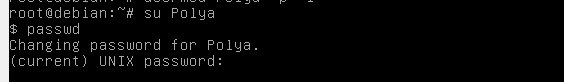 root@debian:~# su Polya
$ passwd
Changing password for Polya.
(current) UNIX password: